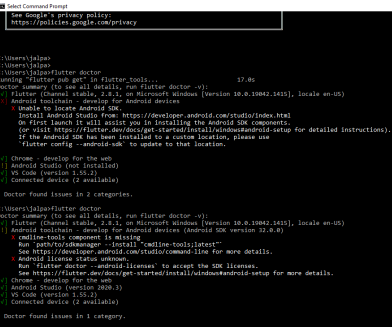 Select Command Prompt
See Google's privacy policy:
https://policies.google.com/privacy
:\Users\jalpa>
:\Users\jalpa>
:\Users\jalpa>flutter doctor
unning "flutter pub get" in flutter_tools... 17.0s
octor summary (to see all details, run flutter doctor -v):
√] Flutter (Channel stable, 2.8.1, on Microsoft Windows [Version 10.0.19042.1415], locale en-US)
X] Android toolchain - develop for Android devices
X Unable to locate Android SDK.
Install Android Studio from: https://developer.android.com/studio/index.html
On first launch it will assist you in installing the Android SDK components.
(or visit https://flutter.dev/docs/get-started/install/windows#android-setup for detailed instructions).
If the Android SDK has been installed to a custom location, please use
`flutter config --android-sdk` to update to that location.
√] Chrome - develop for the web
!] Android Studio (not installed)
√] VS Code (version 1.55.2)
√] Connected device (2 available)
Doctor found issues in 2 categories.
:\Users\jalpa>flutter doctor
octor summary (to see all details, run flutter doctor -v):
√] Flutter (Channel stable, 2.8.1, on Microsoft Windows [Version 10.0.19042.1415], locale en-US)
!] Android toolchain - develop for Android devices (Android SDK version 32.0.0)
X cmdline-tools component is missing
Run `path/to/sdkmanager --install "cmdline-tools;latest"`
See https://developer.android.com/studio/command-line for more details.
X Android license status unknown.
Run `flutter doctor --android-licenses` to accept the SDK licenses.
See https://flutter.dev/docs/get-started/install/windows#android-setup for more details.
√] Chrome - develop for the web
√] Android Studio (version 2020.3)
√] VS Code (version 1.55.2)
√] Connected device (2 available)
Doctor found issues in 1 category.